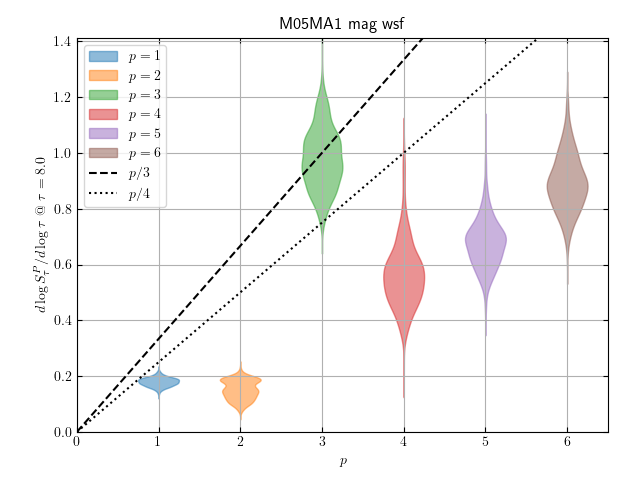 M05MA1 mag wsf
1.4
1.2
1.0
0.8
0.6
0.4
0.2
0.0
d log S_τ^P / d log τ @ τ = 8.0
p = 1
p = 2
p = 3
p = 4
p = 5
p = 6
p/3
p/4
0 1 2 3 4 5 6
p